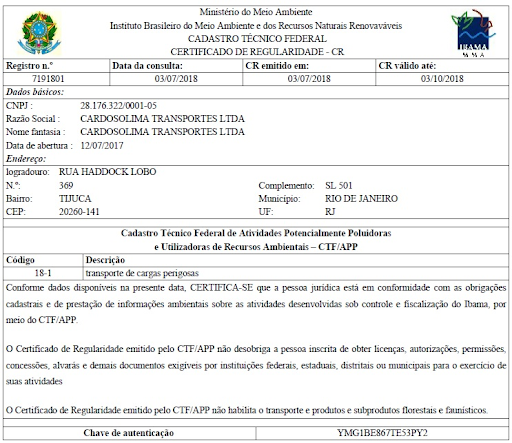 Ministério do Meio Ambiente
Instituto Brasileiro do Meio Ambiente e dos Recursos Naturais Renovaváveis
CADASTRO TÉCNICO FEDERAL
CERTIFICADO DE REGULARIDADE - CR
IBAMA
M M A
Registro n.º Data da consulta: CR emitido em: CR válido até:
7191801 03/07/2018 03/07/2018 03/10/2018
Dados básicos:
CNPJ : 28.176.322/0001-05
Razão Social : CARDOSOLIMA TRANSPORTES LTDA
Nome fantasia : CARDOSOLIMA TRANSPORTES LTDA
Data de abertura : 12/07/2017
Endereço:
logradouro: RUA HADDOCK LOBO
N.º: 369 Complemento: SL 501
Bairro: TIJUCA Município: RIO DE JANEIRO
CEP: 20260-141 UF: RJ
Cadastro Técnico Federal de Atividades Potencialmente Poluidoras
e Utilizadoras de Recursos Ambientais – CTF/APP
Código Descrição
18-1 transporte de cargas perigosas
Conforme dados disponíveis na presente data, CERTIFICA-SE que a pessoa jurídica está em conformidade com as obrigações
cadastrais e de prestação de informações ambientais sobre as atividades desenvolvidas sob controle e fiscalização do Ibama, por
meio do CTF/APP.
O Certificado de Regularidade emitido pelo CTF/APP não desobriga a pessoa inscrita de obter licenças, autorizações, permissões,
concessões, alvarás e demais documentos exigíveis por instituições federais, estaduais, distritais ou municipais para o exercício de
suas atividades
O Certificado de Regularidade emitido pelo CTF/APP não habilita o transporte e produtos e subprodutos florestais e faunísticos.
Chave de autenticação YMG1BE867TE53PY2